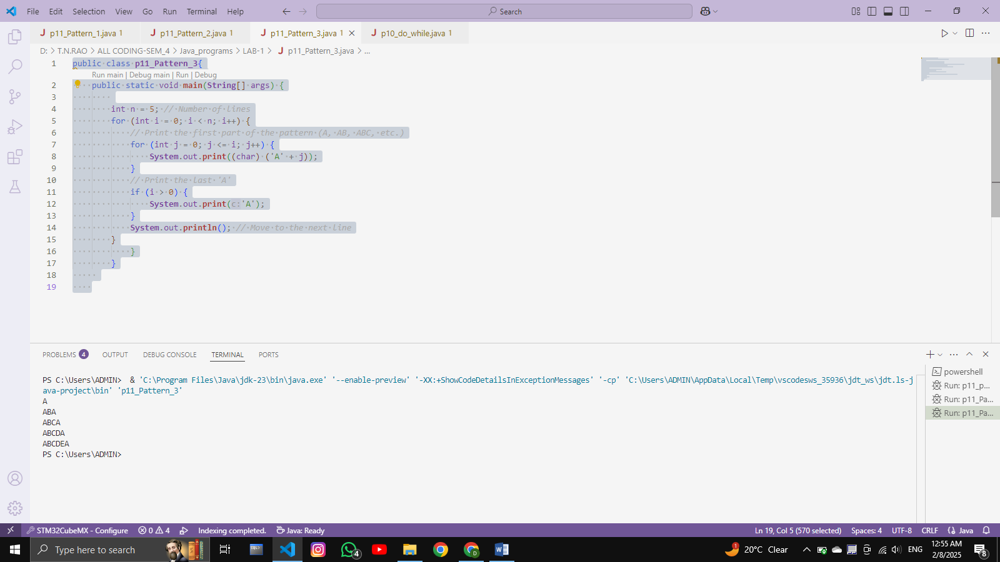 File Edit Selection View Go Run Terminal Help
Search
p11_Pattern_1.java 1
p11_Pattern_2.java 1
p11_Pattern_3.java 1
p10_do_while.java 1
D: > T.N.RAO > ALL CODING-SEM_4 > Java_programs > LAB-1 > J p11_Pattern_3.java > ...
1 public class p11_Pattern_3{
Run main | Debug main | Run | Debug
2 public static void main(String[] args) {
3
4 int n = 5; // Number of lines
5 for (int i = 0; i < n; i++) {
6 // Print the first part of the pattern (A, AB, ABC, etc.)
7 for (int j = 0; j <= i; j++) {
8 System.out.print((char) ('A' + j));
9 }
10 // Print the last 'A'
11 if (i > 0) {
12 System.out.print(c:'A');
13 }
14 System.out.println(); // Move to the next line
15 }
16 }
17 }
18
19
PROBLEMS 4 OUTPUT DEBUG CONSOLE TERMINAL PORTS
PS C:\Users\ADMIN> & 'C:\Program Files\Java\jdk-23\bin\java.exe' '--enable-preview' '-XX:+ShowCodeDetailsInExceptionMessages' '-cp' 'C:\Users\ADMIN\AppData\Local\Temp\vscodesws_35936\jdt_ws\jdt.ls-j
ava-project\bin' 'p11_Pattern_3'
A
ABA
ABCA
ABCDA
ABCDEA
PS C:\Users\ADMIN>
powershell
Run: p11_p...
Run: p11_Pa...
Run: p11_Pa...
STM32CubeMX - Configure 0 4 Indexing completed. Java: Ready
Ln 19, Col 5 (570 selected) Spaces: 4 UTF-8 CRLF {} Java
Type here to search
SQL>
4
D
1
20°C Clear
ENG
12:55 AM
2/8/2025
8